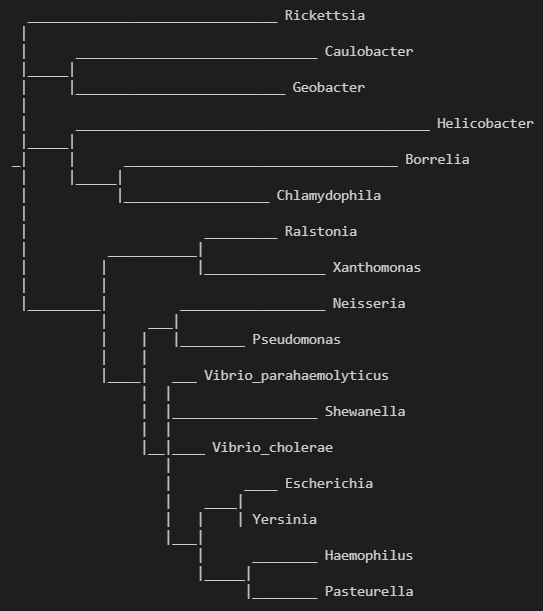 Rickettsia
Caulobacter
Geobacter
Helicobacter
Borrelia
Chlamydophila
Ralstonia
Xanthomonas
Neisseria
Pseudomonas
Vibrio_parahaemolyticus
Shewanella
Vibrio_cholerae
Escherichia
Yersinia
Haemophilus
Pasteurella